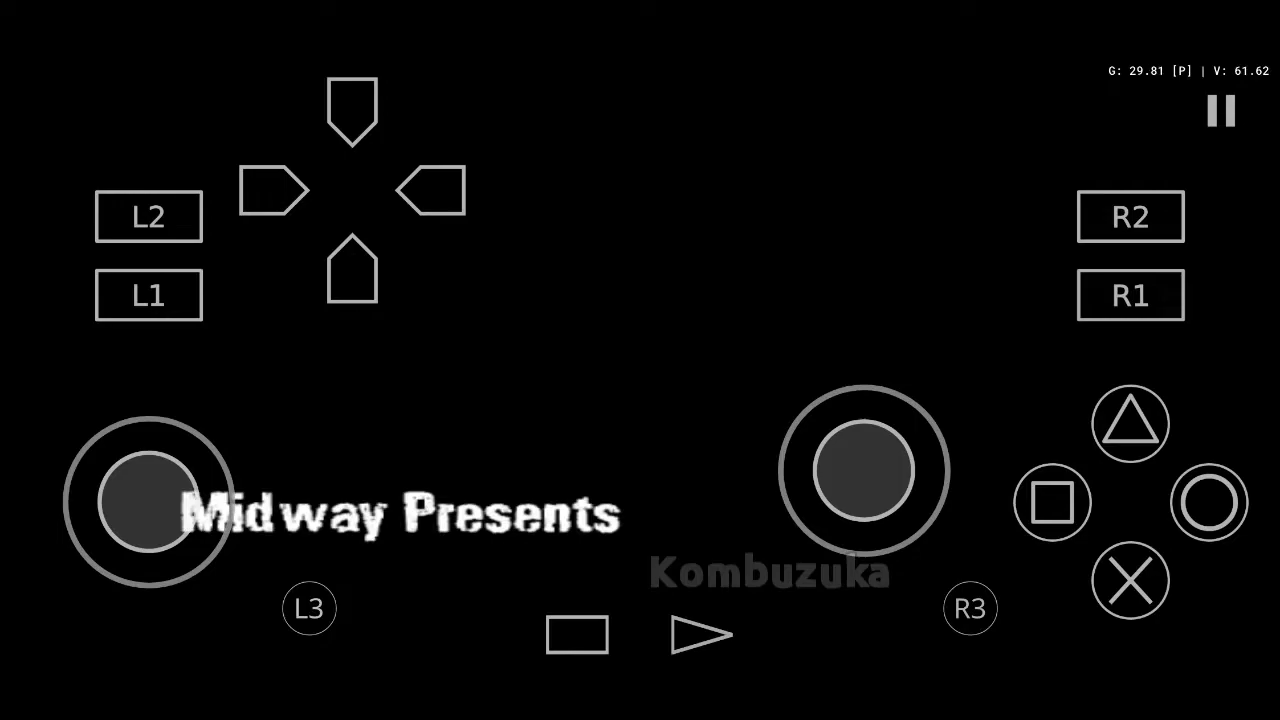 G: 29.81 [P] | V: 61.62
L2
R2
L1
R1
Midway Presents
Kombuzuka
L3
R3